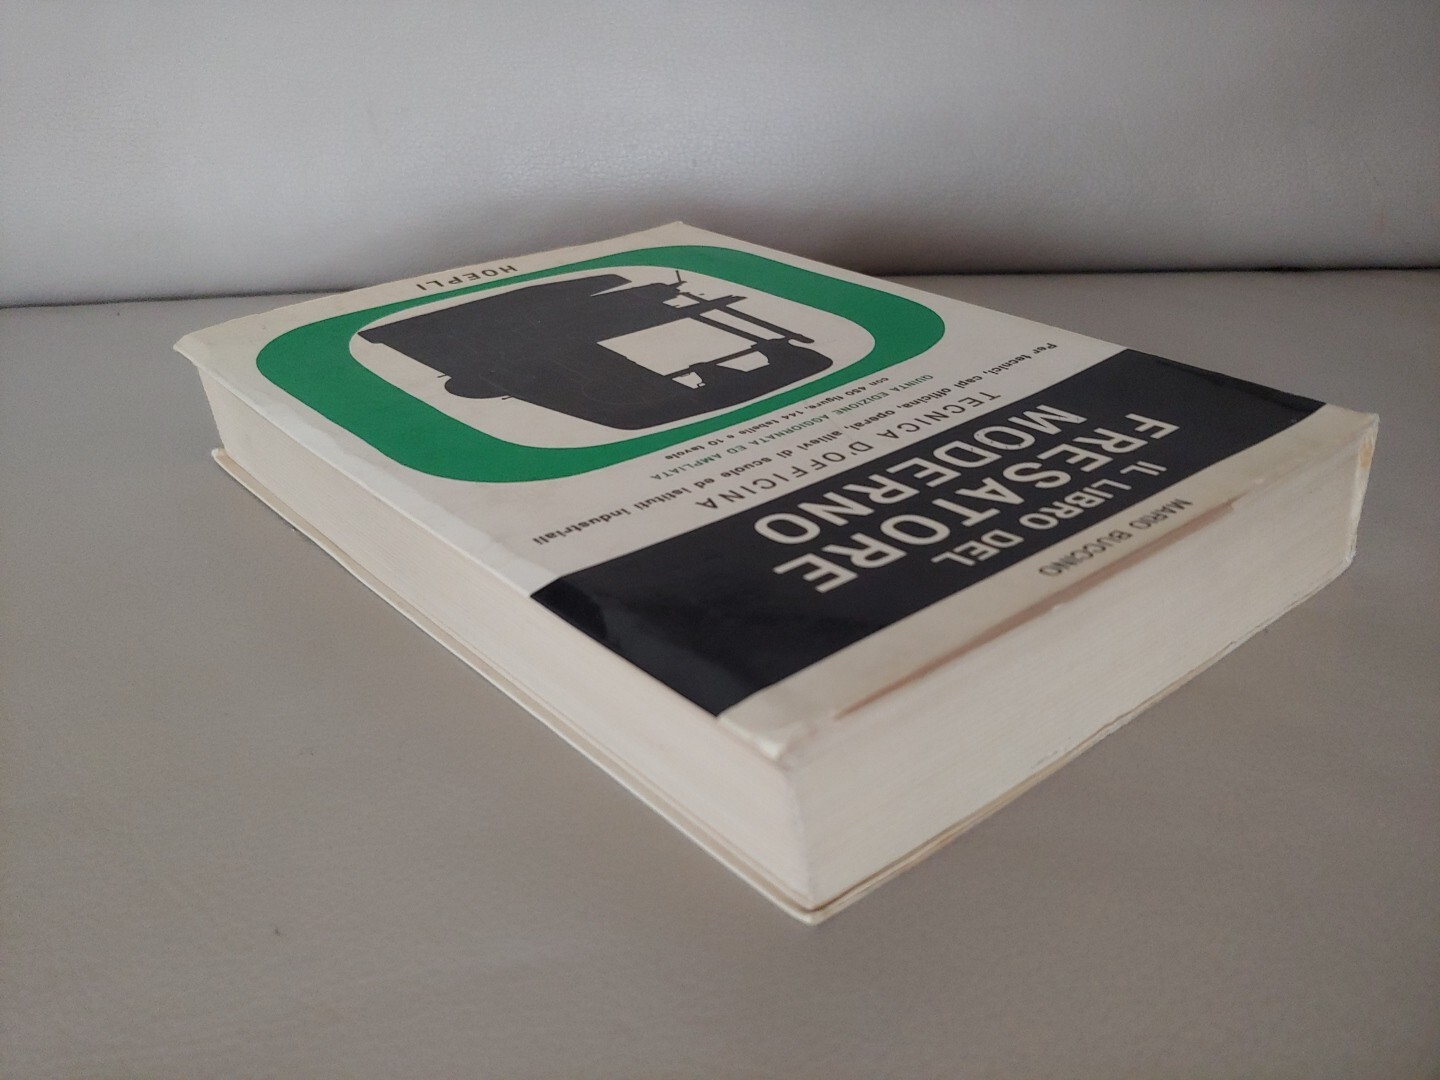 MARIO BUCCINO
IL LIBRO DEL
FRESATORE
MODERNO
TECNICA D'OFFICINA
Per tecnici, capi officina, operai, allievi di scuole ed istituti industriali
QUINTA EDIZIONE AGGIORNATA ED AMPLIATA
con 450 figure, 144 tabelle e 10 tavole
HOEPLI